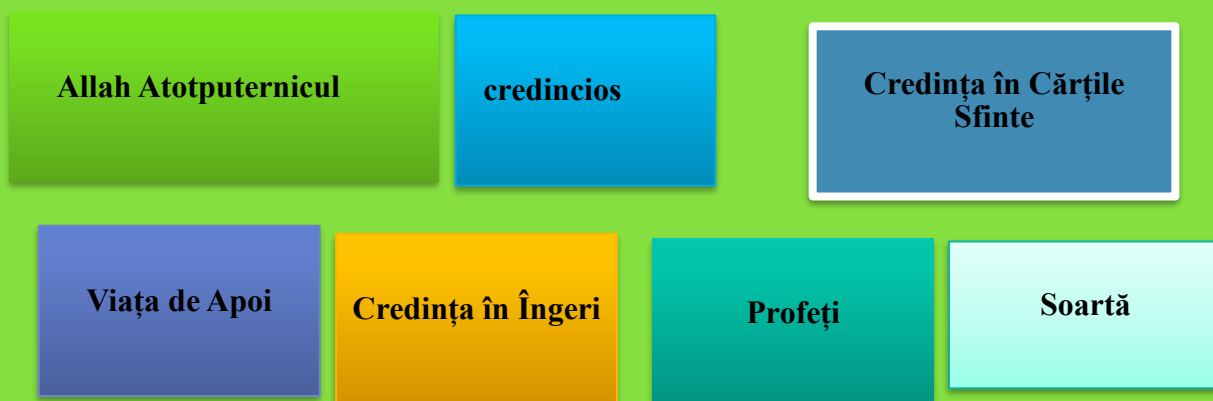 Allah Atotputernicul
credincios
Credința în Cărțile
Sfinte
Viața de Apoi
Credința în Îngeri
Profeți
Soartă